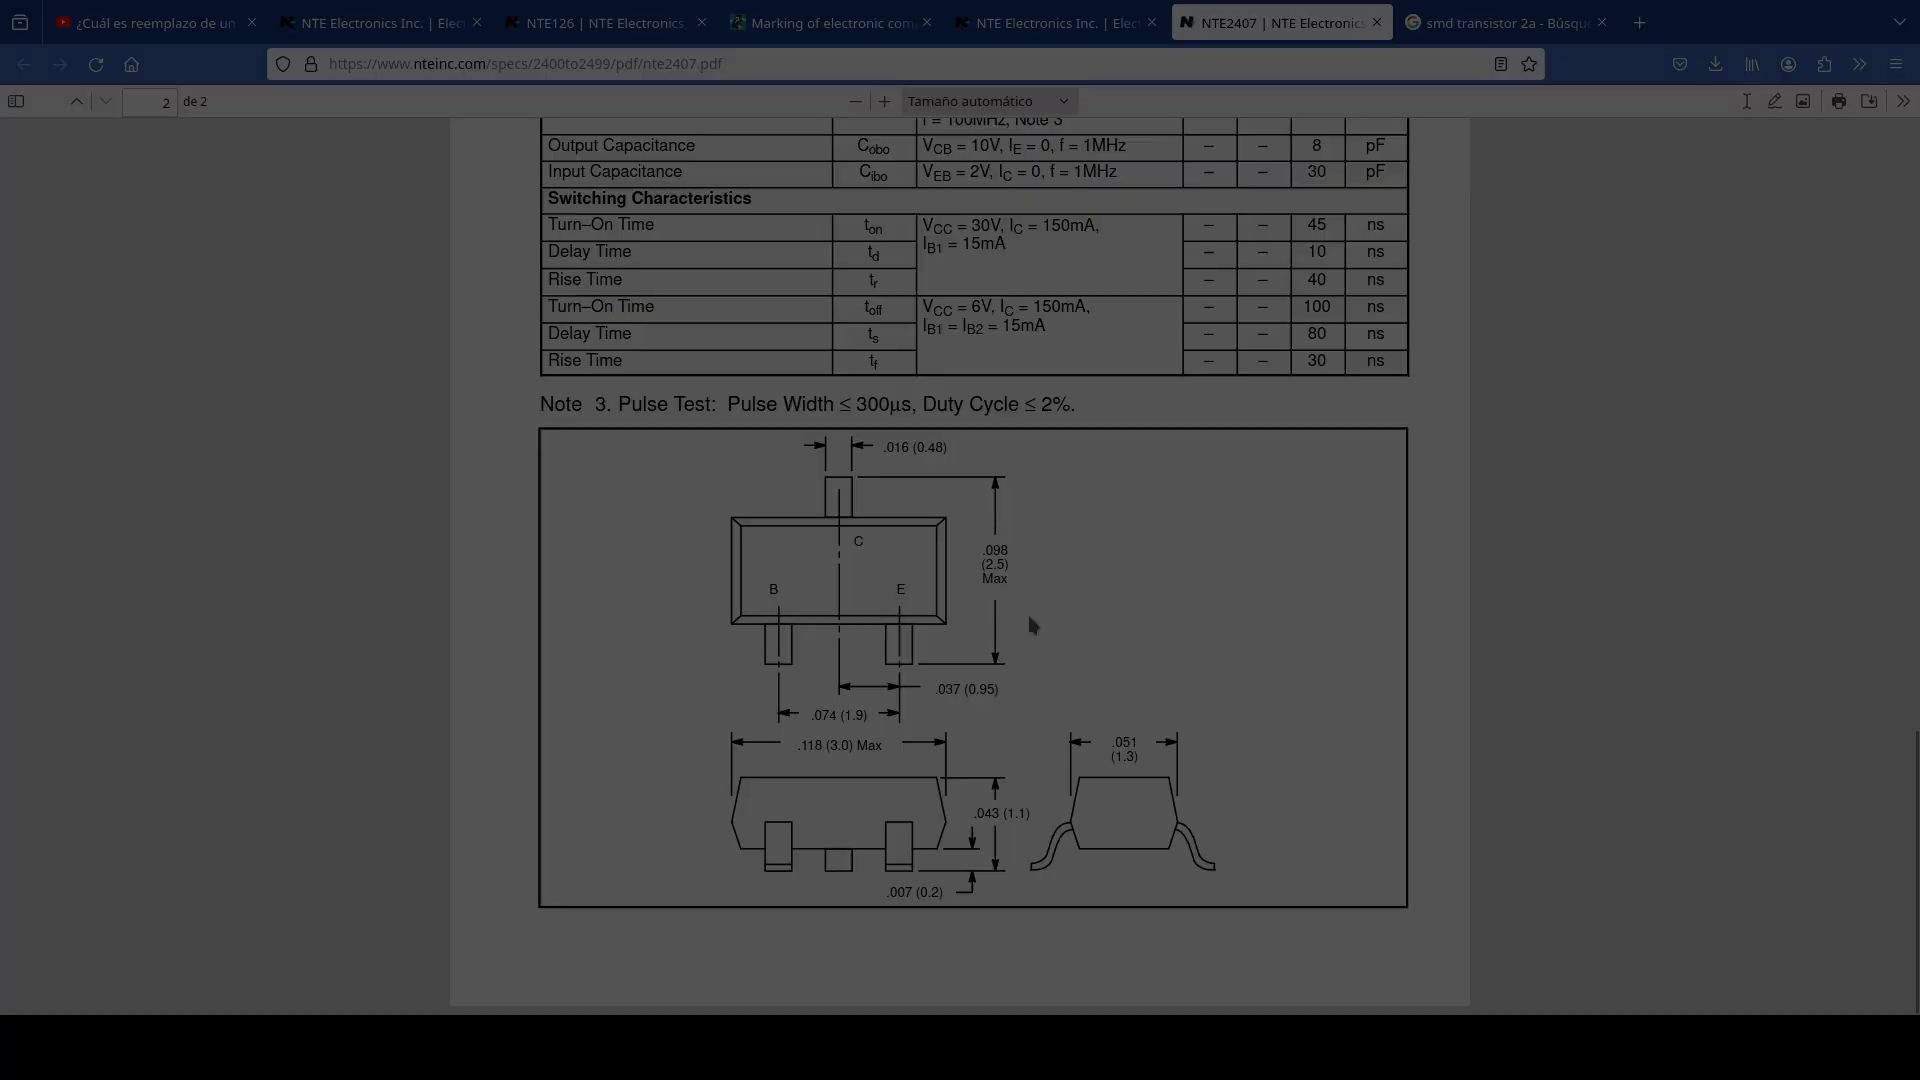 ¿Cuál es reemplazo de un
NTE Electronics Inc. | Elec
NTE126 | NTE Electronics,
Marking of electronic com
NTE Electronics Inc. | Elec
NTE2407 | NTE Electronics
smd transistor 2a - Búsqu
https://www.nteinc.com/specs/2400to2499/pdf/nte2407.pdf
2 de 2
Tamaño automático
f = 100MHz, Note 3
Output Capacitance Cobo VCB = 10V, IE = 0, f = 1MHz – – 8 pF
Input Capacitance Cibo VEB = 2V, IC = 0, f = 1MHz – – 30 pF
Switching Characteristics
Turn–On Time ton VCC = 30V, IC = 150mA, – – 45 ns
IB1 = 15mA
Delay Time td – – 10 ns
Rise Time tr – – 40 ns
Turn–On Time toff VCC = 6V, IC = 150mA, – – 100 ns
IB1 = IB2 = 15mA
Delay Time ts – – 80 ns
Rise Time tf – – 30 ns
Note 3. Pulse Test: Pulse Width ≤ 300µs, Duty Cycle ≤ 2%.
.016 (0.48)
C
.098
(2.5)
Max
B E
.037 (0.95)
.074 (1.9)
.118 (3.0) Max
.051
(1.3)
.043 (1.1)
.007 (0.2)